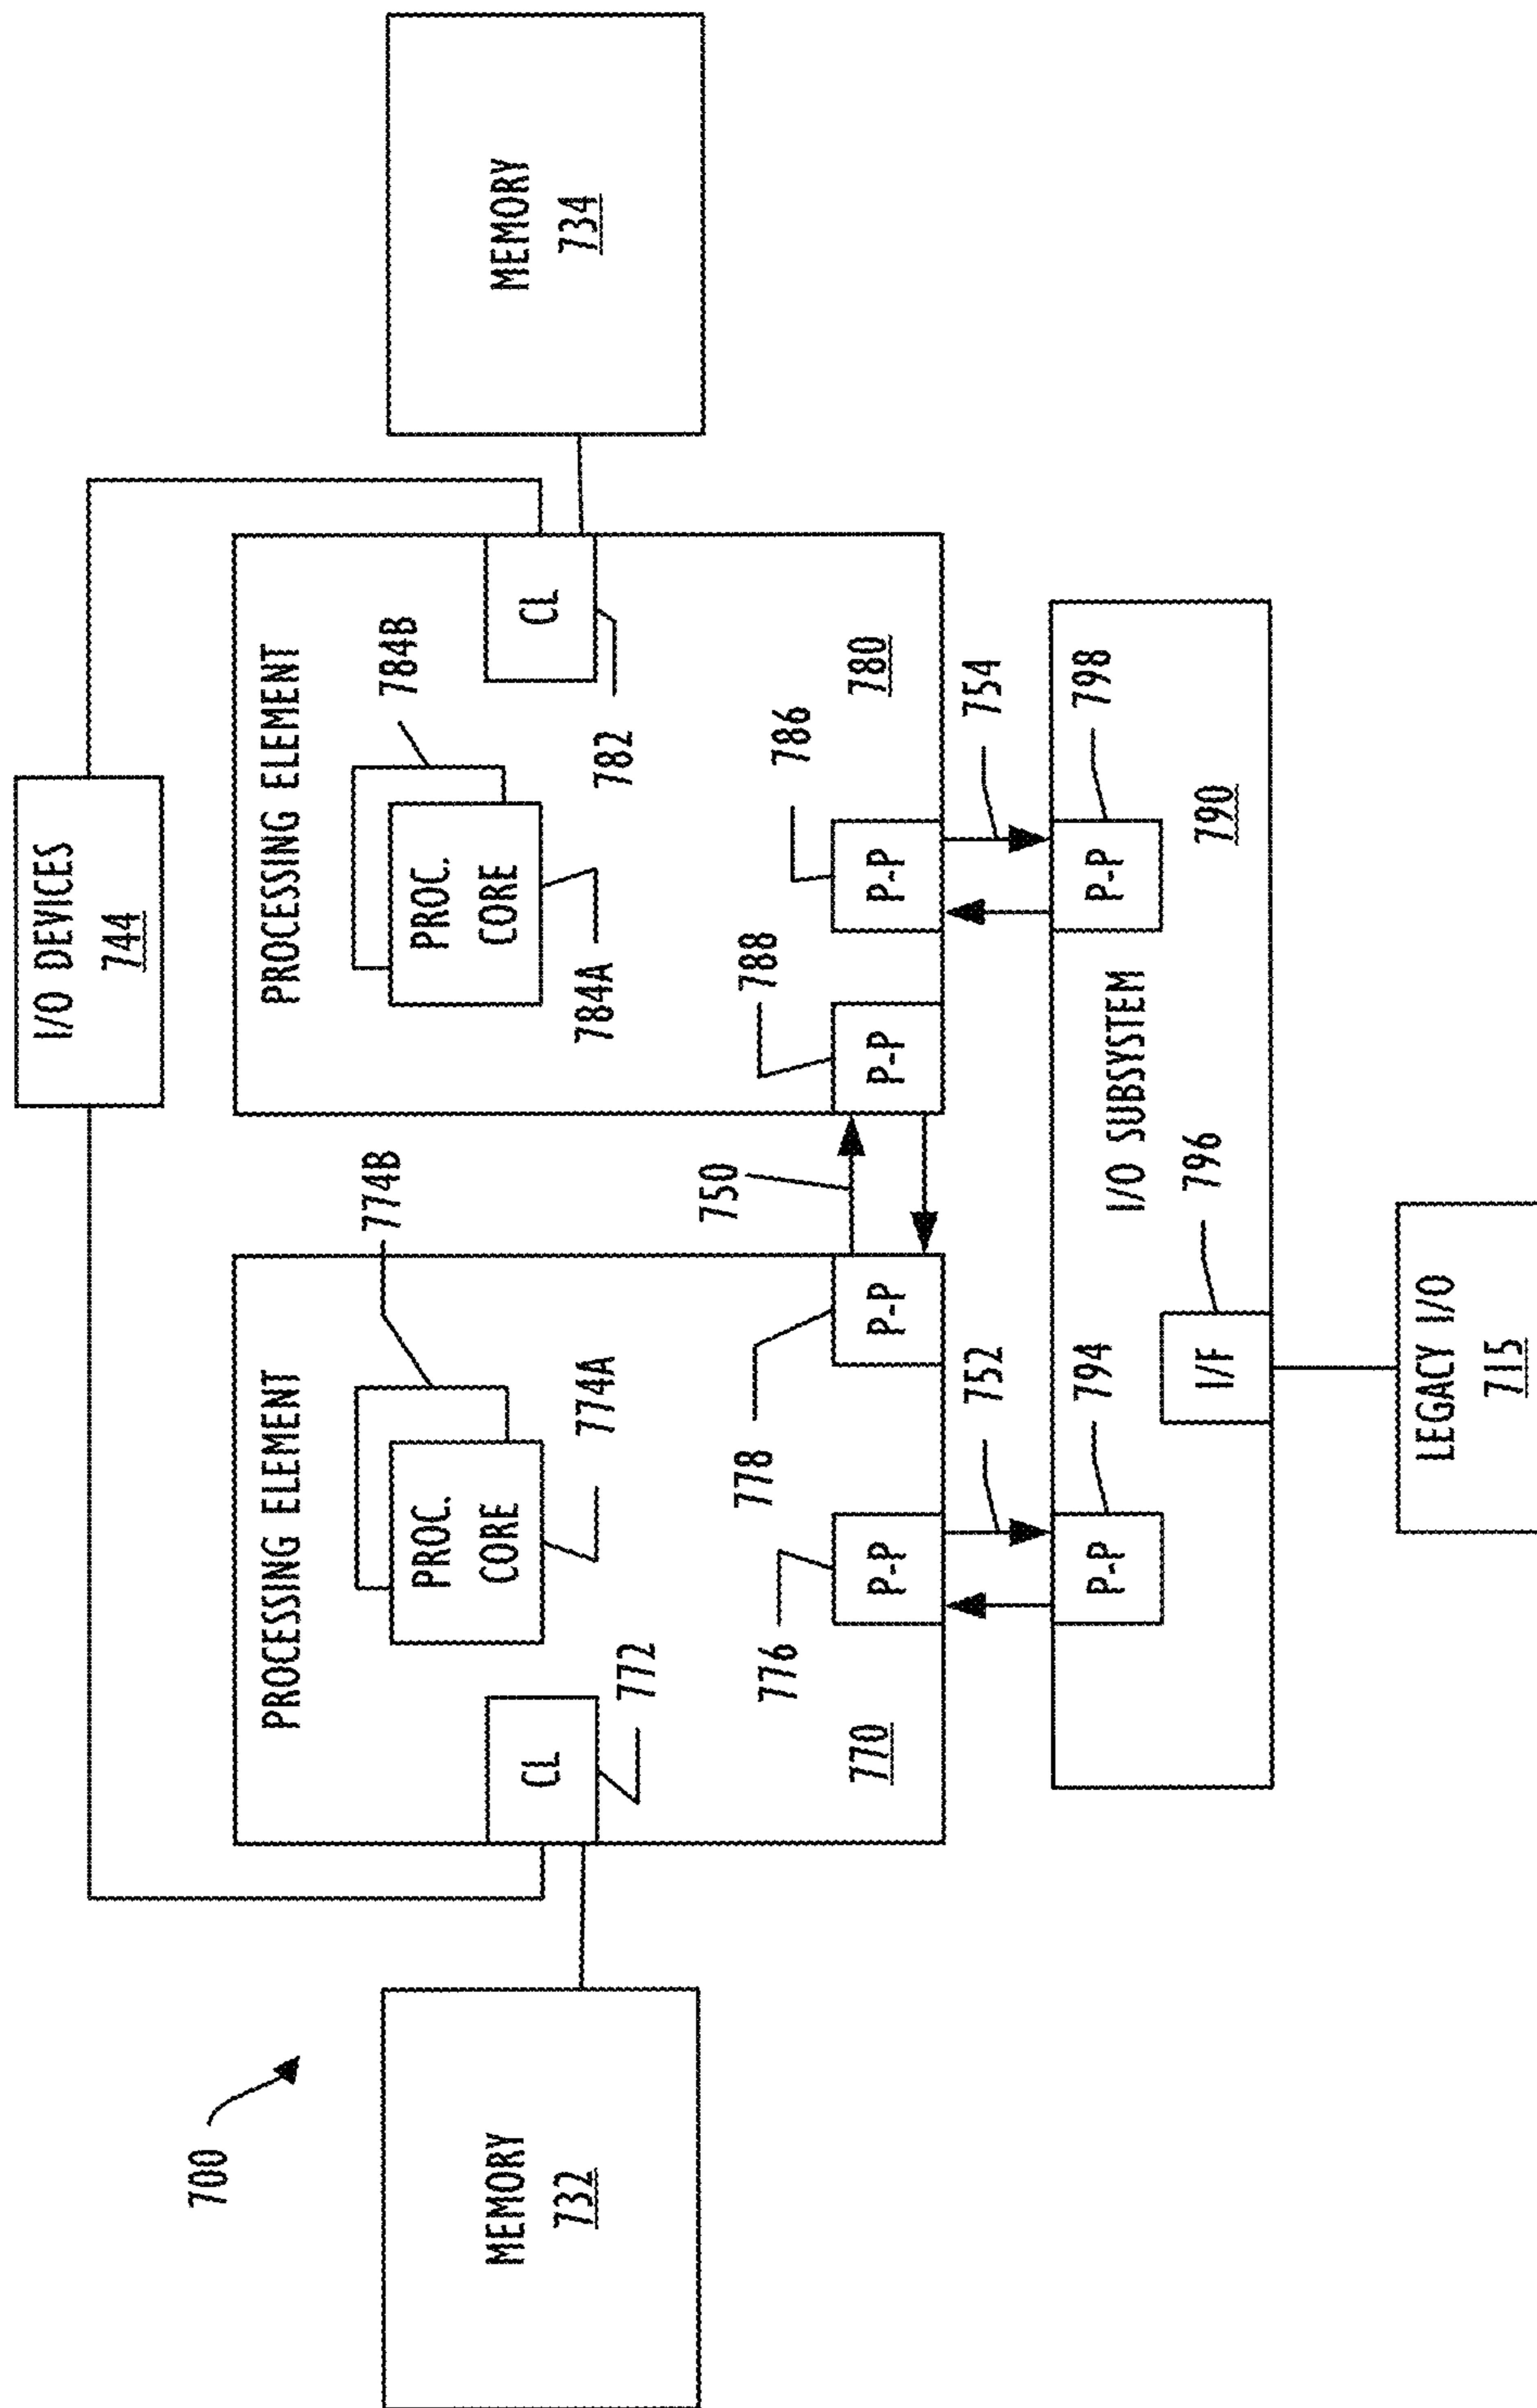 700
I/O DEVICES
744
MEMORY
732
PROCESSING ELEMENT
774B
PROC.
CORE
774A
CL
772
778
776
P-P
P-P
770
750
PROCESSING ELEMENT
784B
PROC.
CORE
784A
CL
782
788
786
P-P
P-P
780
MEMORY
734
752
754
794
P-P
I/O SUBSYSTEM
798
P-P
790
796
I/F
LEGACY I/O
715